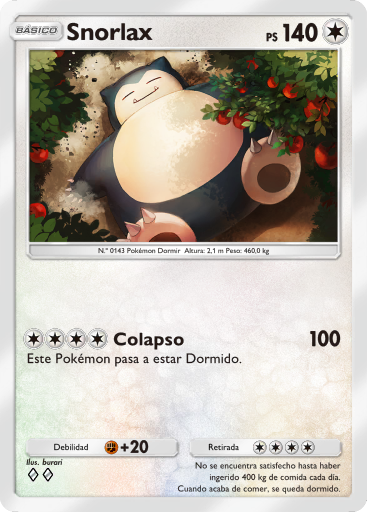 BÁSICO Snorlax PS 140
N.º 0143 Pokémon Dormir Altura: 2,1 m Peso: 460,0 kg
Colapso 100
Este Pokémon pasa a estar Dormido.
Debilidad +20 Retirada
Ilus. burari
No se encuentra satisfecho hasta haber
ingerido 400 kg de comida cada día.
Cuando acaba de comer, se queda dormido.